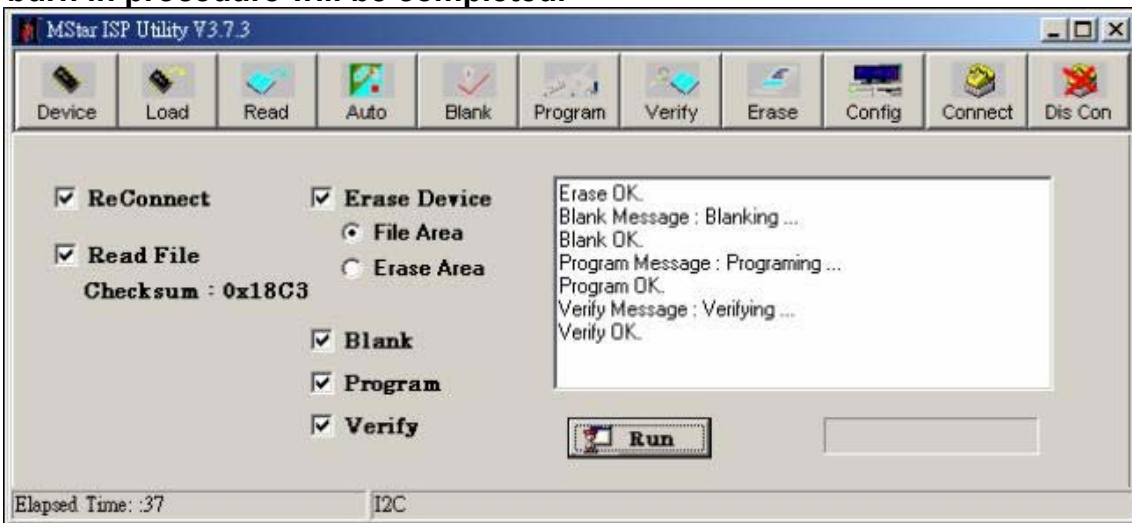 burn in procedure will be completed.
MStar ISP Utility V3.7.3
Device Load Read Auto Blank Program Verify Erase Config Connect Dis Con
ReConnect
Read File
Checksum : 0x18C3
Erase Device
File Area
Erase Area
Blank
Program
Verify
Erase OK.
Blank Message : Blanking ...
Blank OK.
Program Message : Programing ...
Program OK.
Verify Message : Verifying ...
Verify OK.
Run
Elapsed Time: :37 I2C